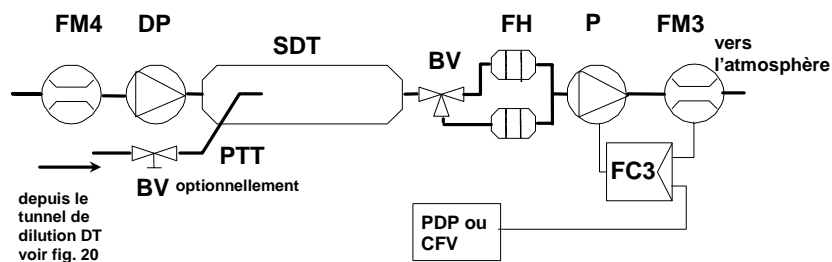 FM4
DP
SDT
BV
FH
P
FM3
vers
l'atmosphère
PTT
BV optionnellement
FC3
depuis le
tunnel de
dilution DT
voir fig. 20
PDP ou
CFV